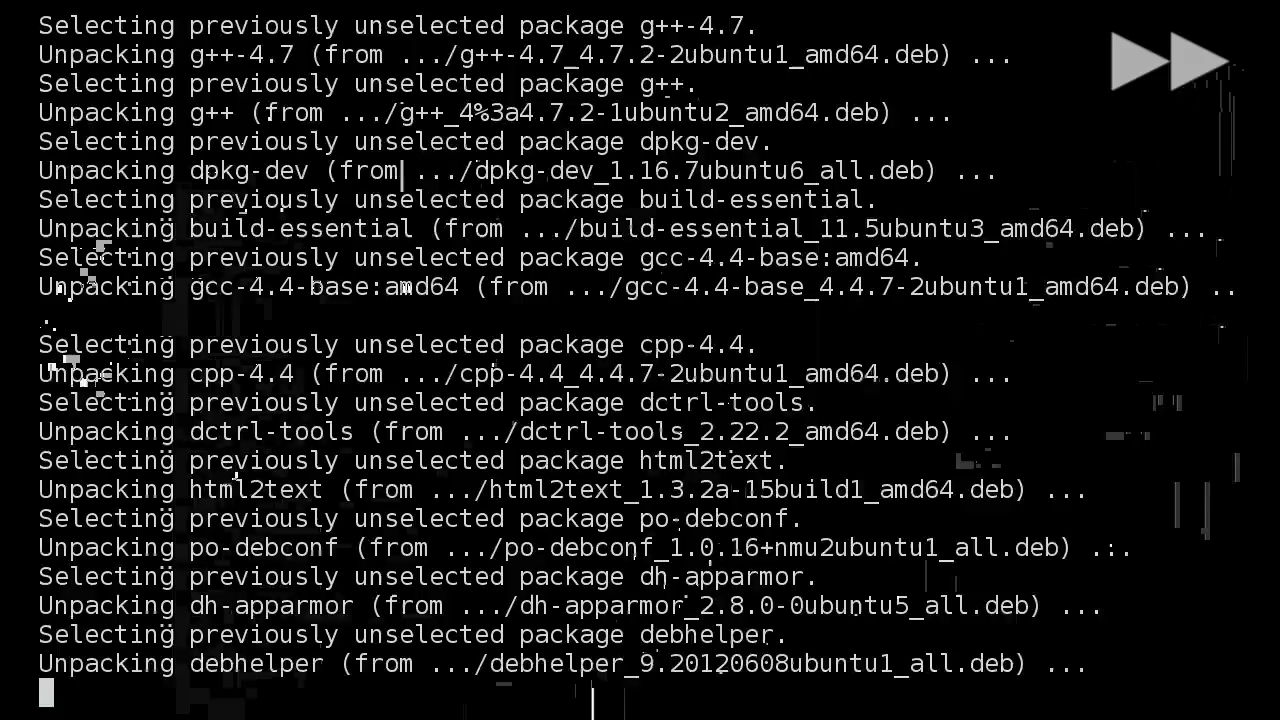 Selecting previously unselected package g++-4.7.
Unpacking g++-4.7 (from .../g++-4.7_4.7.2-2ubuntu1_amd64.deb) ...
Selecting previously unselected package g++.
Unpacking g++ (from .../g++_4%3a4.7.2-1ubuntu2_amd64.deb) ...
Selecting previously unselected package dpkg-dev.
Unpacking dpkg-dev (from .../dpkg-dev_1.16.7ubuntu6_all.deb) ...
Selecting previously unselected package build-essential.
Unpacking build-essential (from .../build-essential_11.5ubuntu3_amd64.deb) ...
Selecting previously unselected package gcc-4.4-base:amd64.
Unpacking gcc-4.4-base:amd64 (from .../gcc-4.4-base_4.4.7-2ubuntu1_amd64.deb) ..
.
Selecting previously unselected package cpp-4.4.
Unpacking cpp-4.4 (from .../cpp-4.4_4.4.7-2ubuntu1_amd64.deb) ...
Selecting previously unselected package dctrl-tools.
Unpacking dctrl-tools (from .../dctrl-tools_2.22.2_amd64.deb) ...
Selecting previously unselected package html2text.
Unpacking html2text (from .../html2text_1.3.2a-15build1_amd64.deb) ...
Selecting previously unselected package po-debconf.
Unpacking po-debconf (from .../po-debconf_1.0.16+nmu2ubuntu1_all.deb) ...
Selecting previously unselected package dh-apparmor.
Unpacking dh-apparmor (from .../dh-apparmor_2.8.0-0ubuntu5_all.deb) ...
Selecting previously unselected package debhelper.
Unpacking debhelper (from .../debhelper_9.20120608ubuntu1_all.deb) ...